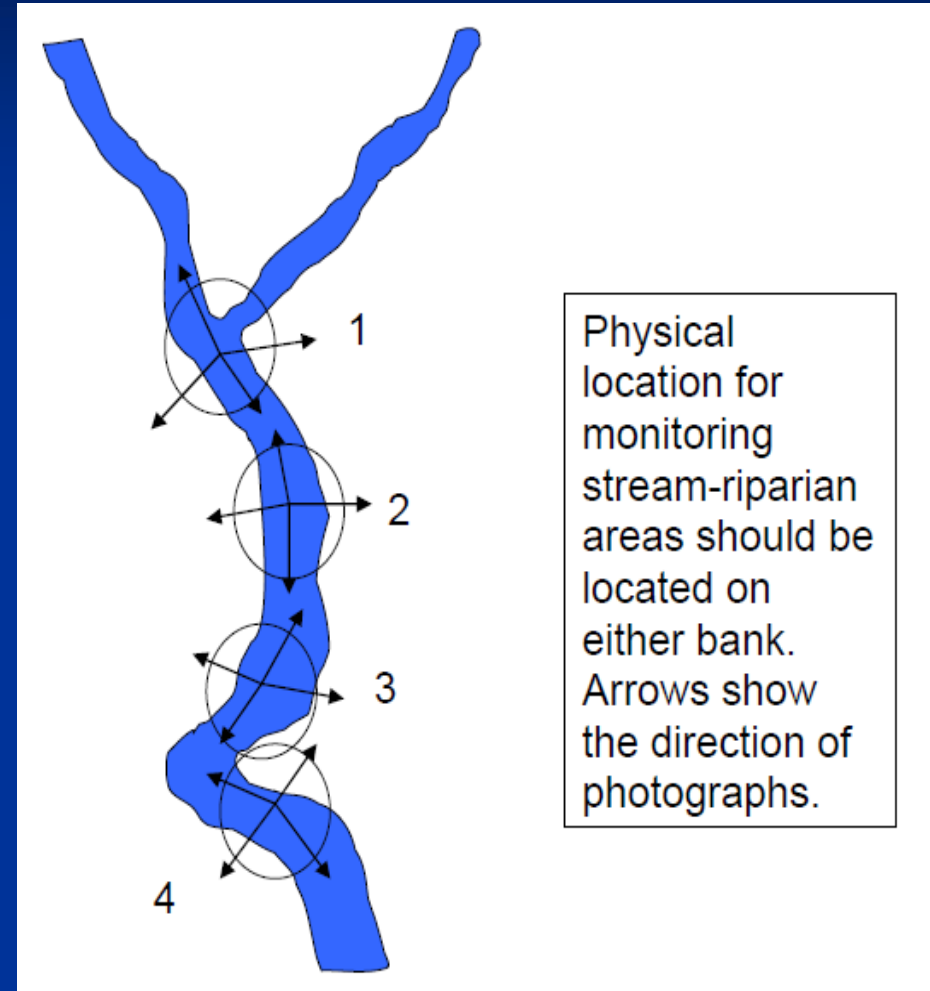 1
2
3
4
Physical
location for
monitoring
stream-riparian
areas should be
located on
either bank.
Arrows show
the direction of
photographs.